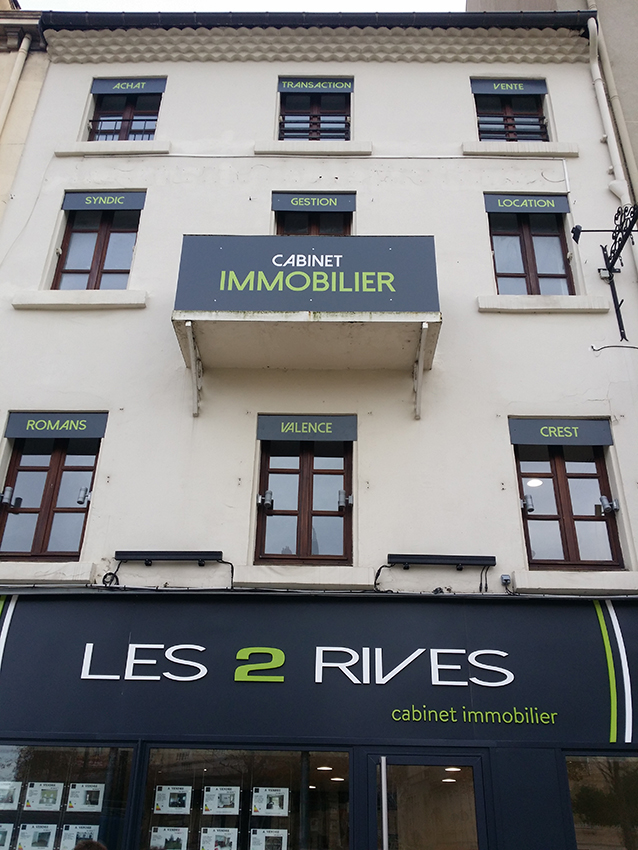 ACHAT
TRANSACTION
VENTE
SYNDIC
GESTION
LOCATION
CABINET
IMMOBILIER
ROMANS
VALENCE
CREST
LES 2 RIVES
cabinet immobilier